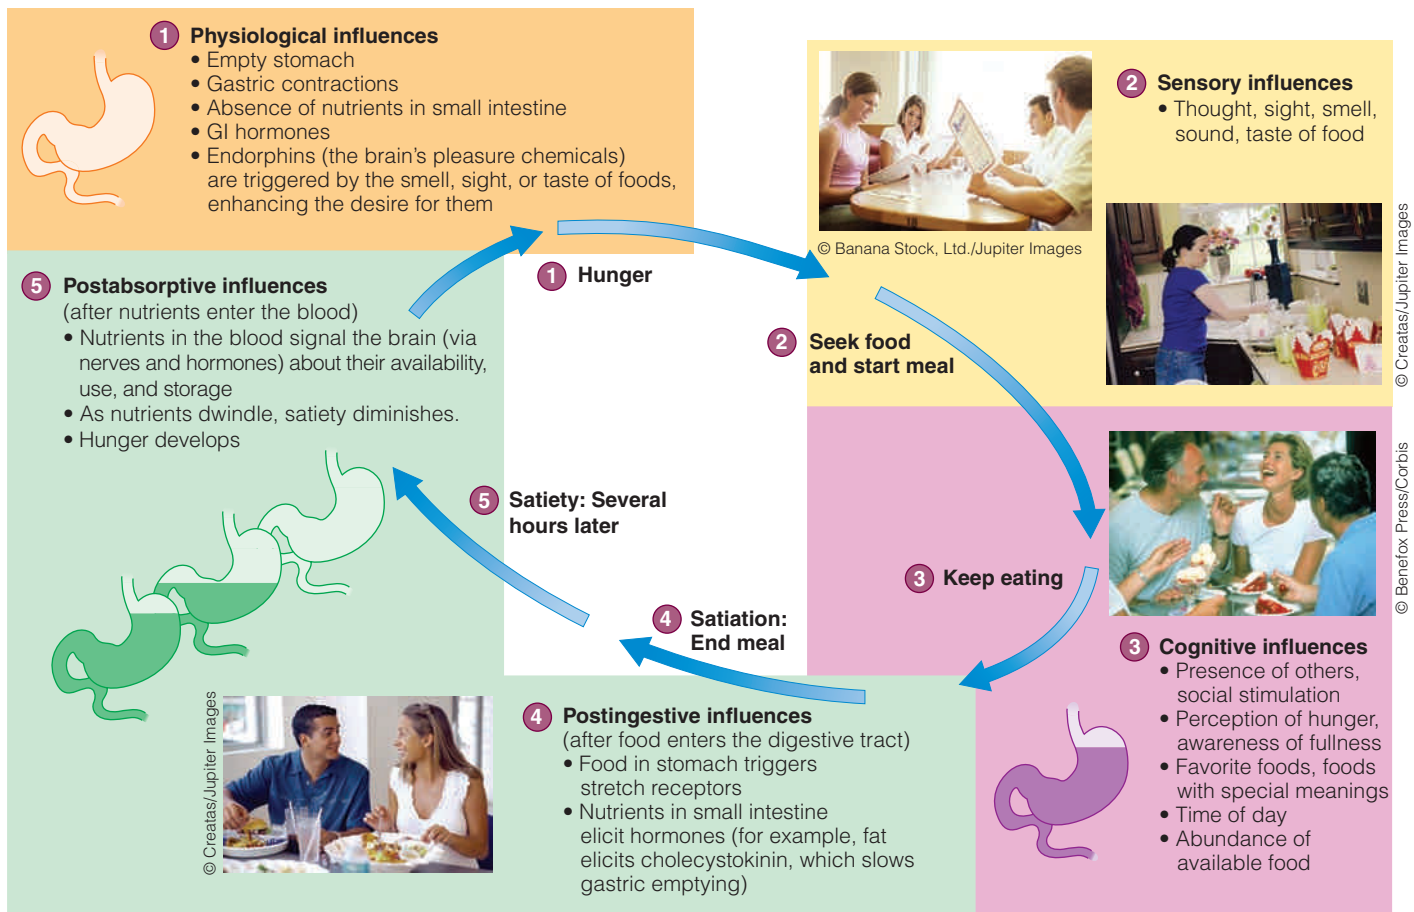 1 Physiological influences
• Empty stomach
• Gastric contractions
• Absence of nutrients in small intestine
• GI hormones
• Endorphins (the brain’s pleasure chemicals)
are triggered by the smell, sight, or taste of foods,
enhancing the desire for them
1 Hunger
2 Sensory influences
• Thought, sight, smell,
sound, taste of food
© Banana Stock, Ltd./Jupiter Images
© Creatas/Jupiter Images
2 Seek food
and start meal
3 Keep eating
© Benefox Press/Corbis
3 Cognitive influences
• Presence of others,
social stimulation
• Perception of hunger,
awareness of fullness
• Favorite foods, foods
with special meanings
• Time of day
• Abundance of
available food
4 Satiation:
End meal
4 Postingestive influences
(after food enters the digestive tract)
• Food in stomach triggers
stretch receptors
• Nutrients in small intestine
elicit hormones (for example, fat
elicits cholecystokinin, which slows
gastric emptying)
© Creatas/Jupiter Images
5 Satiety: Several
hours later
5 Postabsorptive influences
(after nutrients enter the blood)
• Nutrients in the blood signal the brain (via
nerves and hormones) about their availability,
use, and storage
• As nutrients dwindle, satiety diminishes.
• Hunger develops